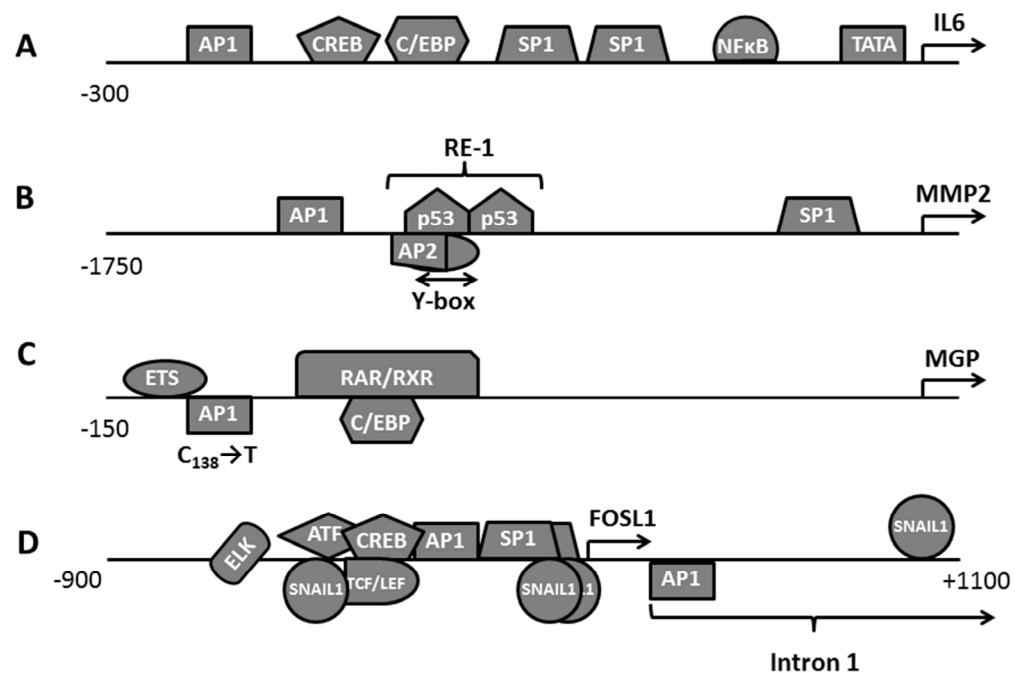 A
AP1 CREB C/EBP SP1 SP1 NFκB TATA IL6
-300
RE-1
B
AP1 p53 p53 SP1 MMP2
AP2
-1750
Y-box
C
ETS RAR/RXR MGP
AP1 C/EBP
-150
C138→T
D
ELK ATF CREB AP1 SP1 FOSL1 SNAIL1
SNAIL1 TCF/LEF SNAIL1 L1 AP1
-900 +1100
Intron 1